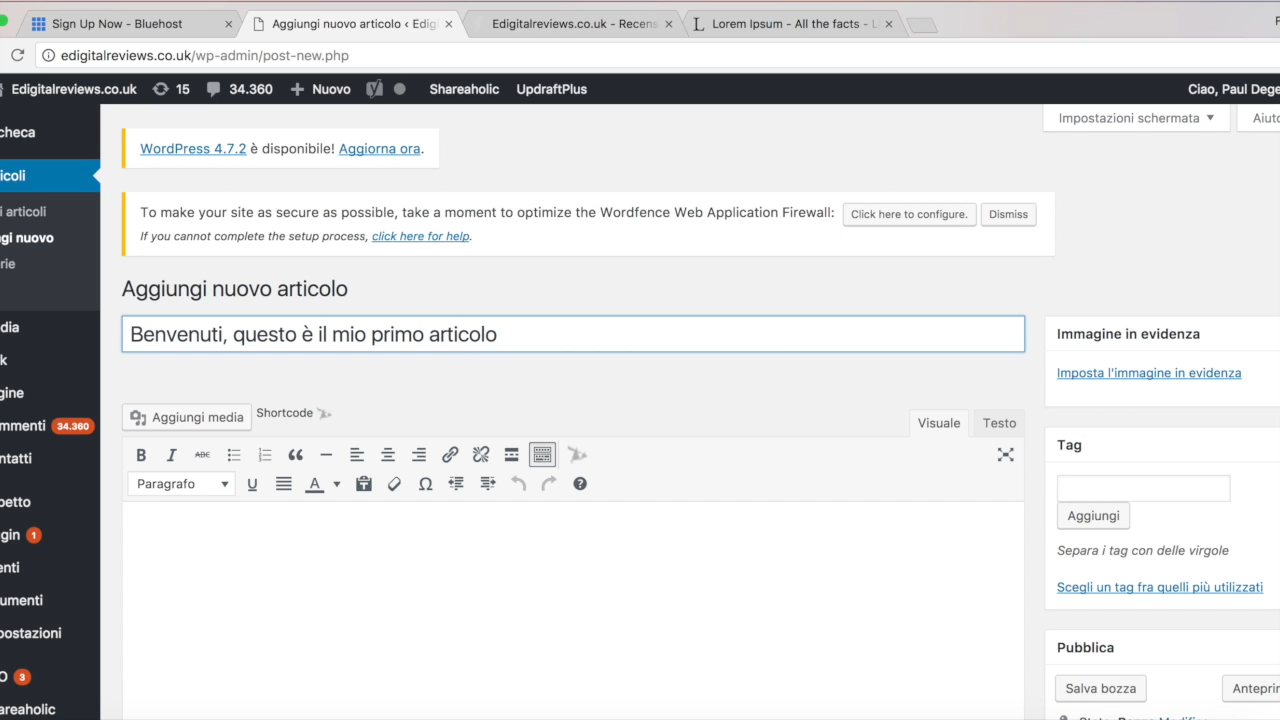 Sign Up Now - Bluehost
Aggiungi nuovo articolo ‹ Edig
Edigitalreviews.co.uk - Recens
Lorem Ipsum - All the facts - L
edigitalreviews.co.uk/wp-admin/post-new.php
Edigitalreviews.co.uk 15 34.360 Nuovo Shareaholic UpdraftPlus Ciao, Paul Dege
Impostazioni schermata
Aiuto
checa
icoli
i articoli
gi nuovo
rie
dia
k
gine
mmenti 34.360
ntatti
petto
gin 1
enti
umenti
postazioni
O 3
areaholic
WordPress 4.7.2 è disponibile! Aggiorna ora.
To make your site as secure as possible, take a moment to optimize the Wordfence Web Application Firewall: Click here to configure. Dismiss
If you cannot complete the setup process, click here for help.
Aggiungi nuovo articolo
Benvenuti, questo è il mio primo articolo
Aggiungi media
Shortcode
Visuale
Testo
B I ABC
Paragrafo U A Ω
Immagine in evidenza
Imposta l'immagine in evidenza
Tag
Aggiungi
Separa i tag con delle virgole
Scegli un tag fra quelli più utilizzati
Pubblica
Salva bozza
Anteprim